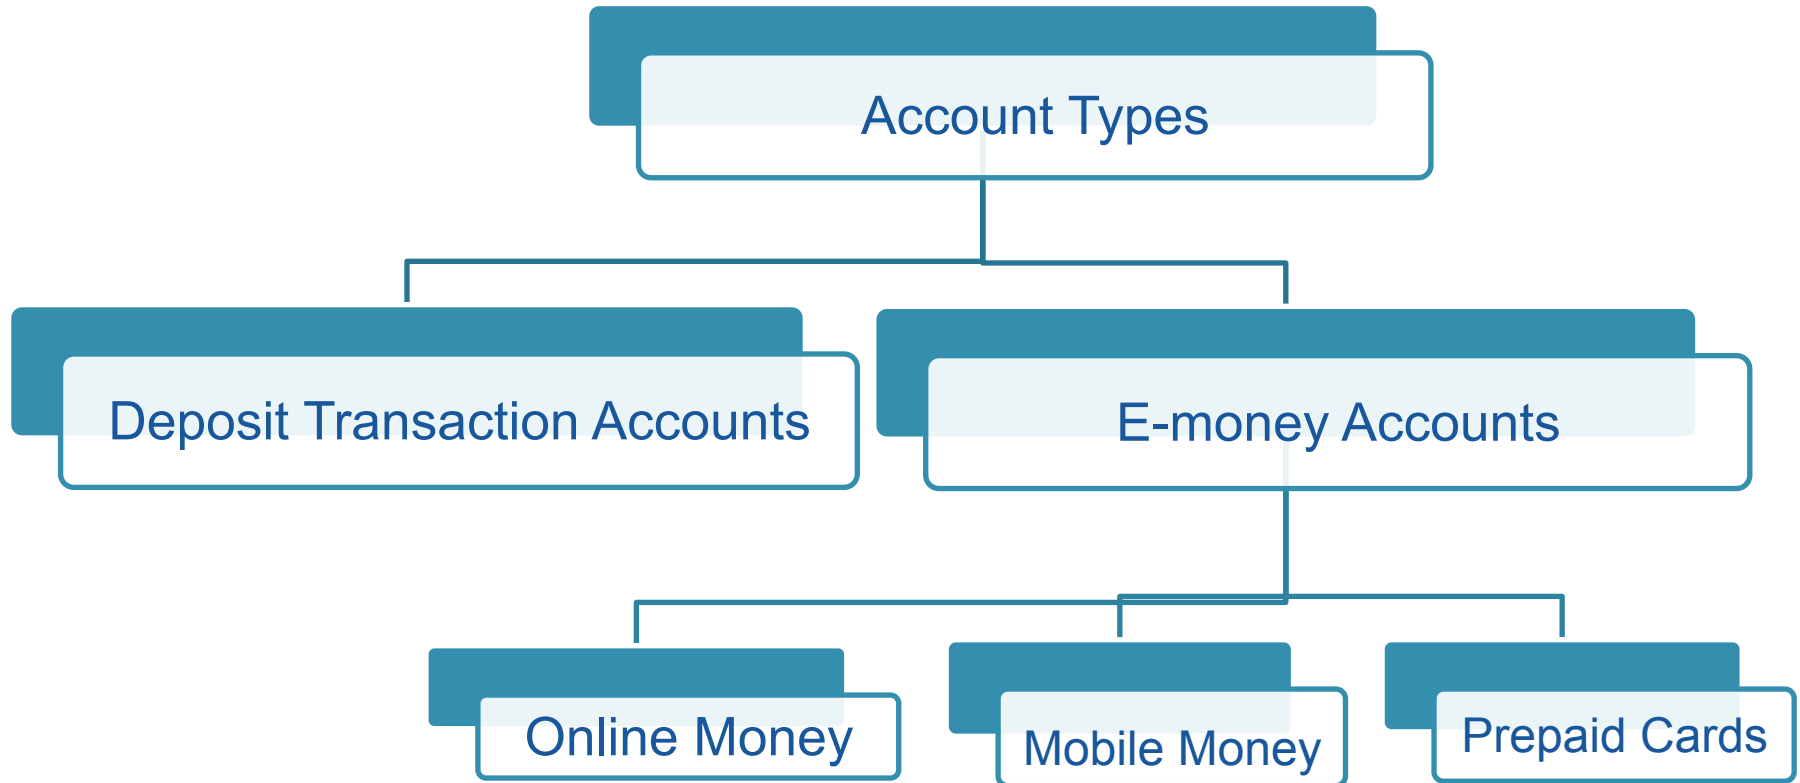 Account Types
Deposit Transaction Accounts
E-money Accounts
Online Money
Mobile Money
Prepaid Cards